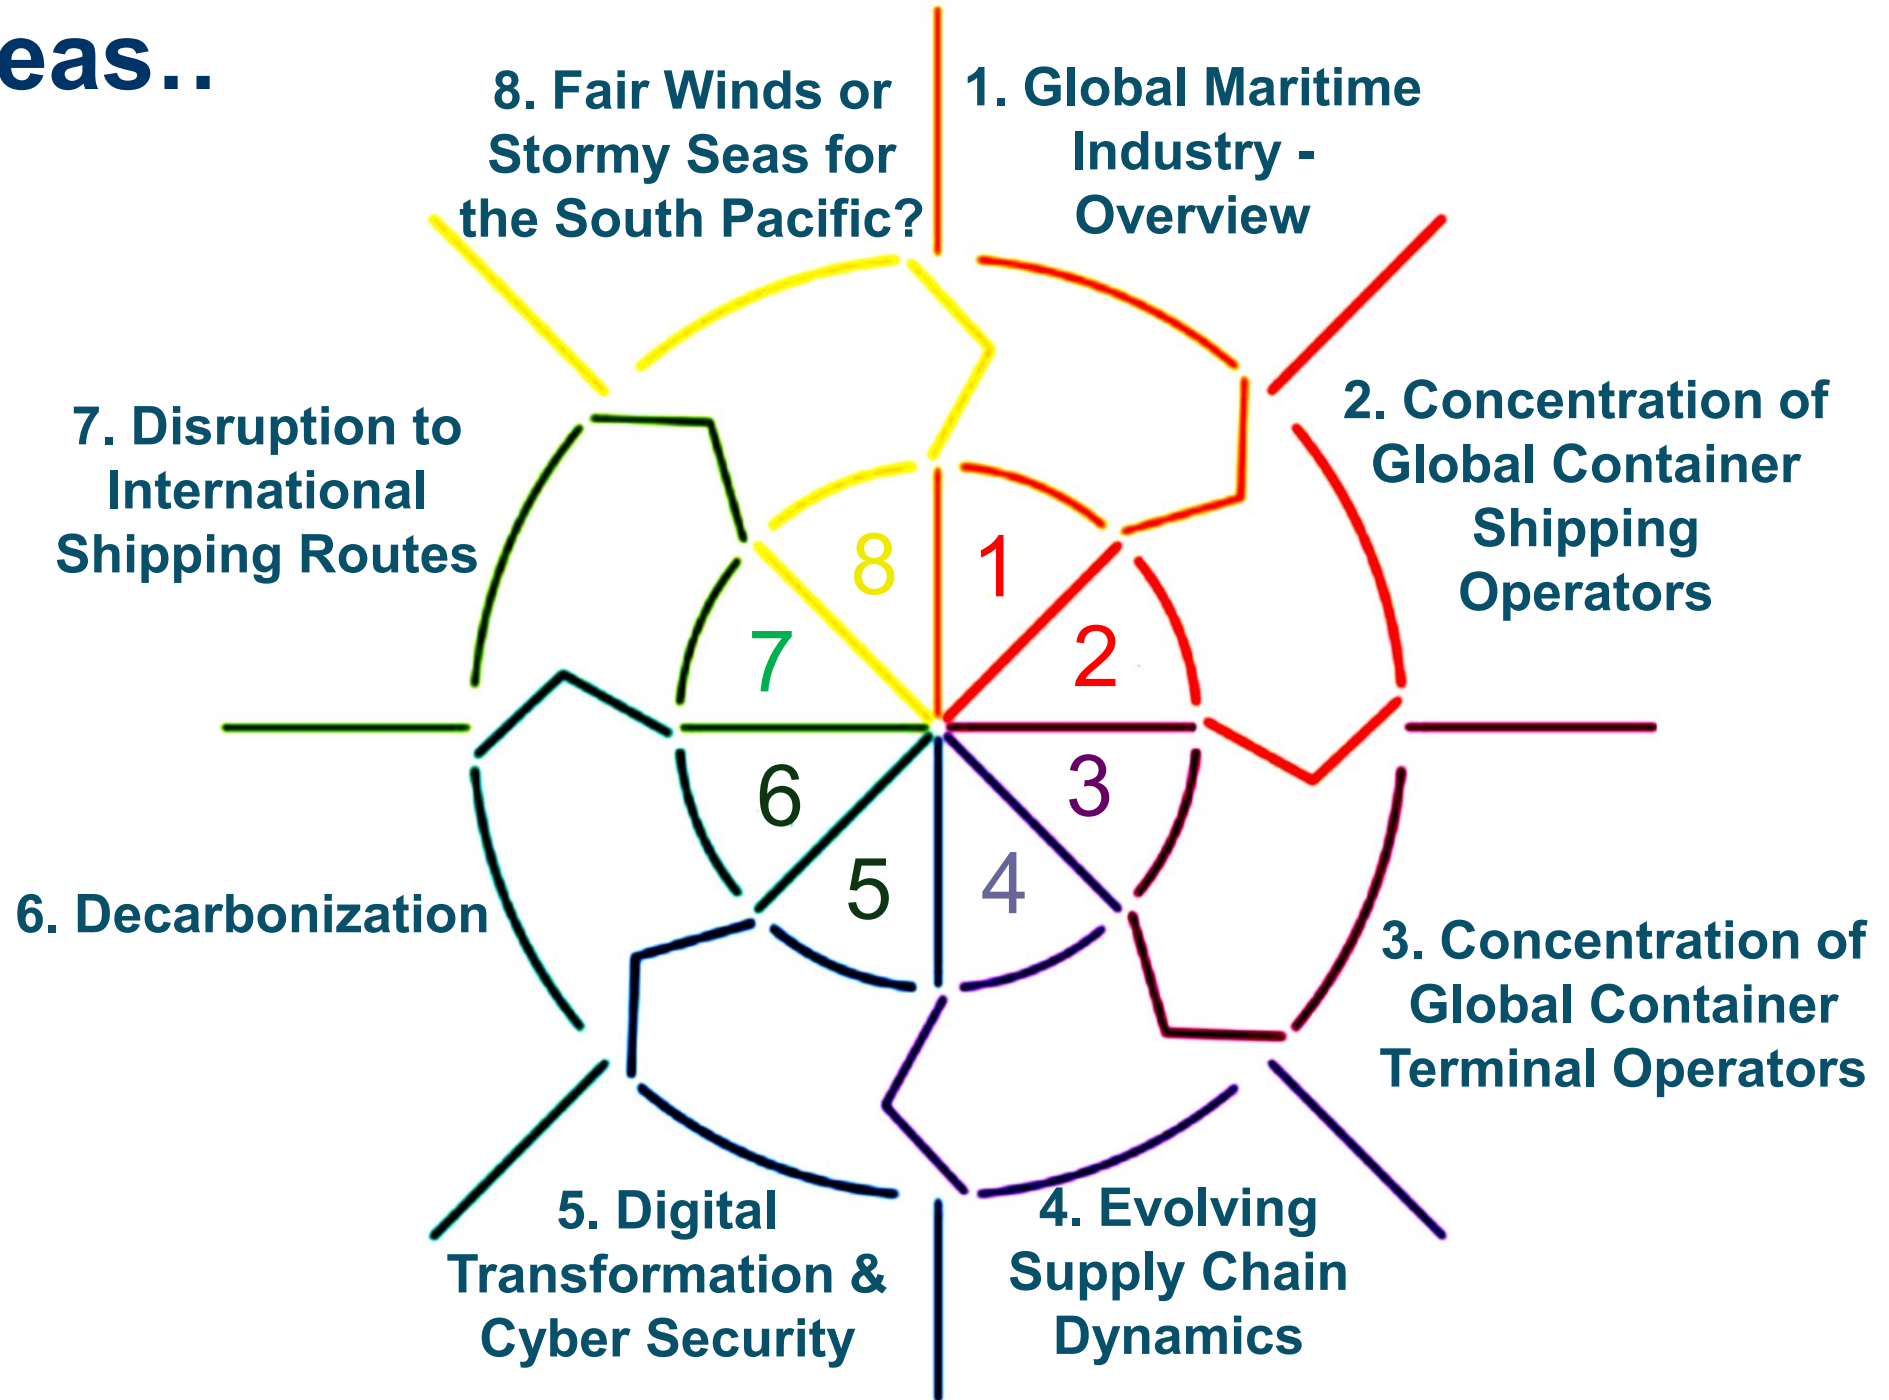 eas..
8. Fair Winds or
Stormy Seas for
the South Pacific?
1. Global Maritime
Industry -
Overview
2. Concentration of
Global Container
Shipping
Operators
7. Disruption to
International
Shipping Routes
8
1
7
2
6
3
5
4
6. Decarbonization
3. Concentration of
Global Container
Terminal Operators
5. Digital
Transformation &
Cyber Security
4. Evolving
Supply Chain
Dynamics